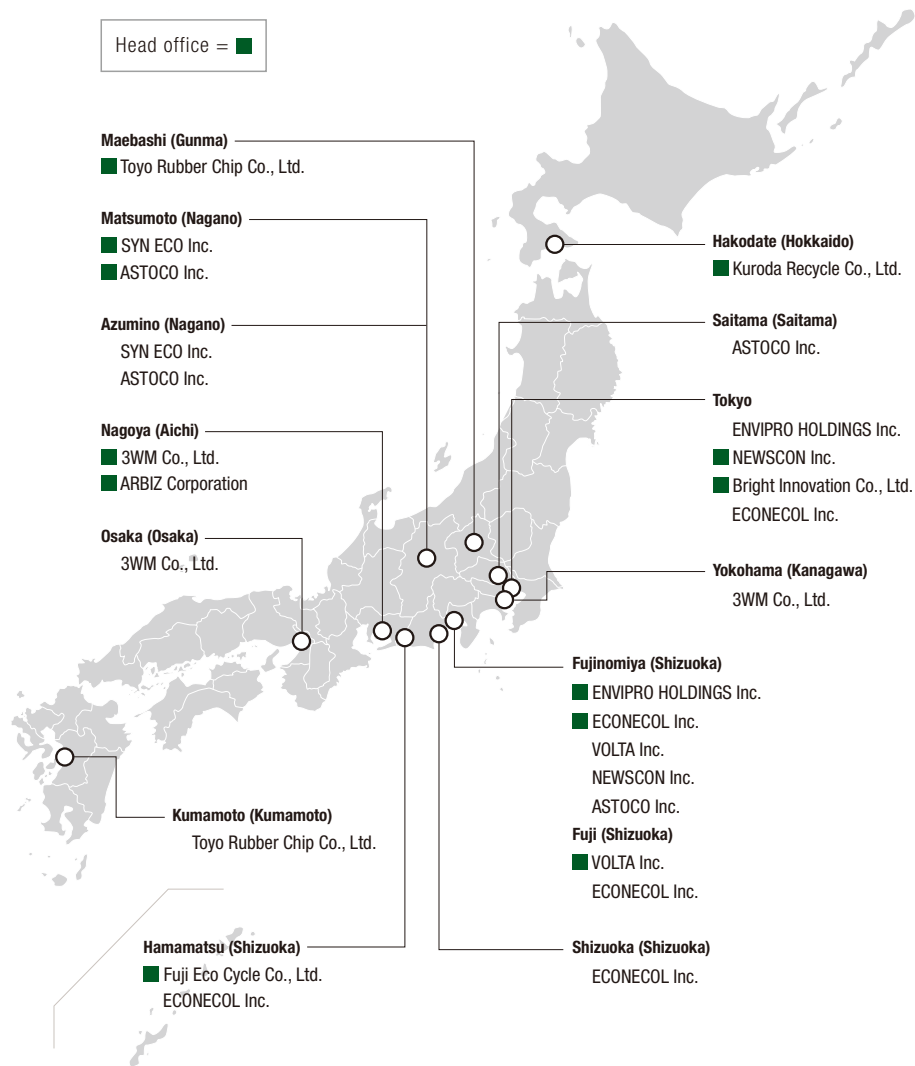 Head office = ■
Maebashi (Gunma)
■ Toyo Rubber Chip Co., Ltd.
Matsumoto (Nagano)
■ SYN ECO Inc.
■ ASTOCO Inc.
Azumino (Nagano)
SYN ECO Inc.
ASTOCO Inc.
Nagoya (Aichi)
■ 3WM Co., Ltd.
■ ARBIZ Corporation
Osaka (Osaka)
3WM Co., Ltd.
Hakodate (Hokkaido)
■ Kuroda Recycle Co., Ltd.
Saitama (Saitama)
ASTOCO Inc.
Tokyo
ENVIPRO HOLDINGS Inc.
■ NEWSCON Inc.
■ Bright Innovation Co., Ltd.
ECONECOL Inc.
Yokohama (Kanagawa)
3WM Co., Ltd.
Fujinomiya (Shizuoka)
■ ENVIPRO HOLDINGS Inc.
■ ECONECOL Inc.
VOLTA Inc.
NEWSCON Inc.
ASTOCO Inc.
Fuji (Shizuoka)
■ VOLTA Inc.
ECONECOL Inc.
Kumamoto (Kumamoto)
Toyo Rubber Chip Co., Ltd.
Hamamatsu (Shizuoka)
■ Fuji Eco Cycle Co., Ltd.
ECONECOL Inc.
Shizuoka (Shizuoka)
ECONECOL Inc.